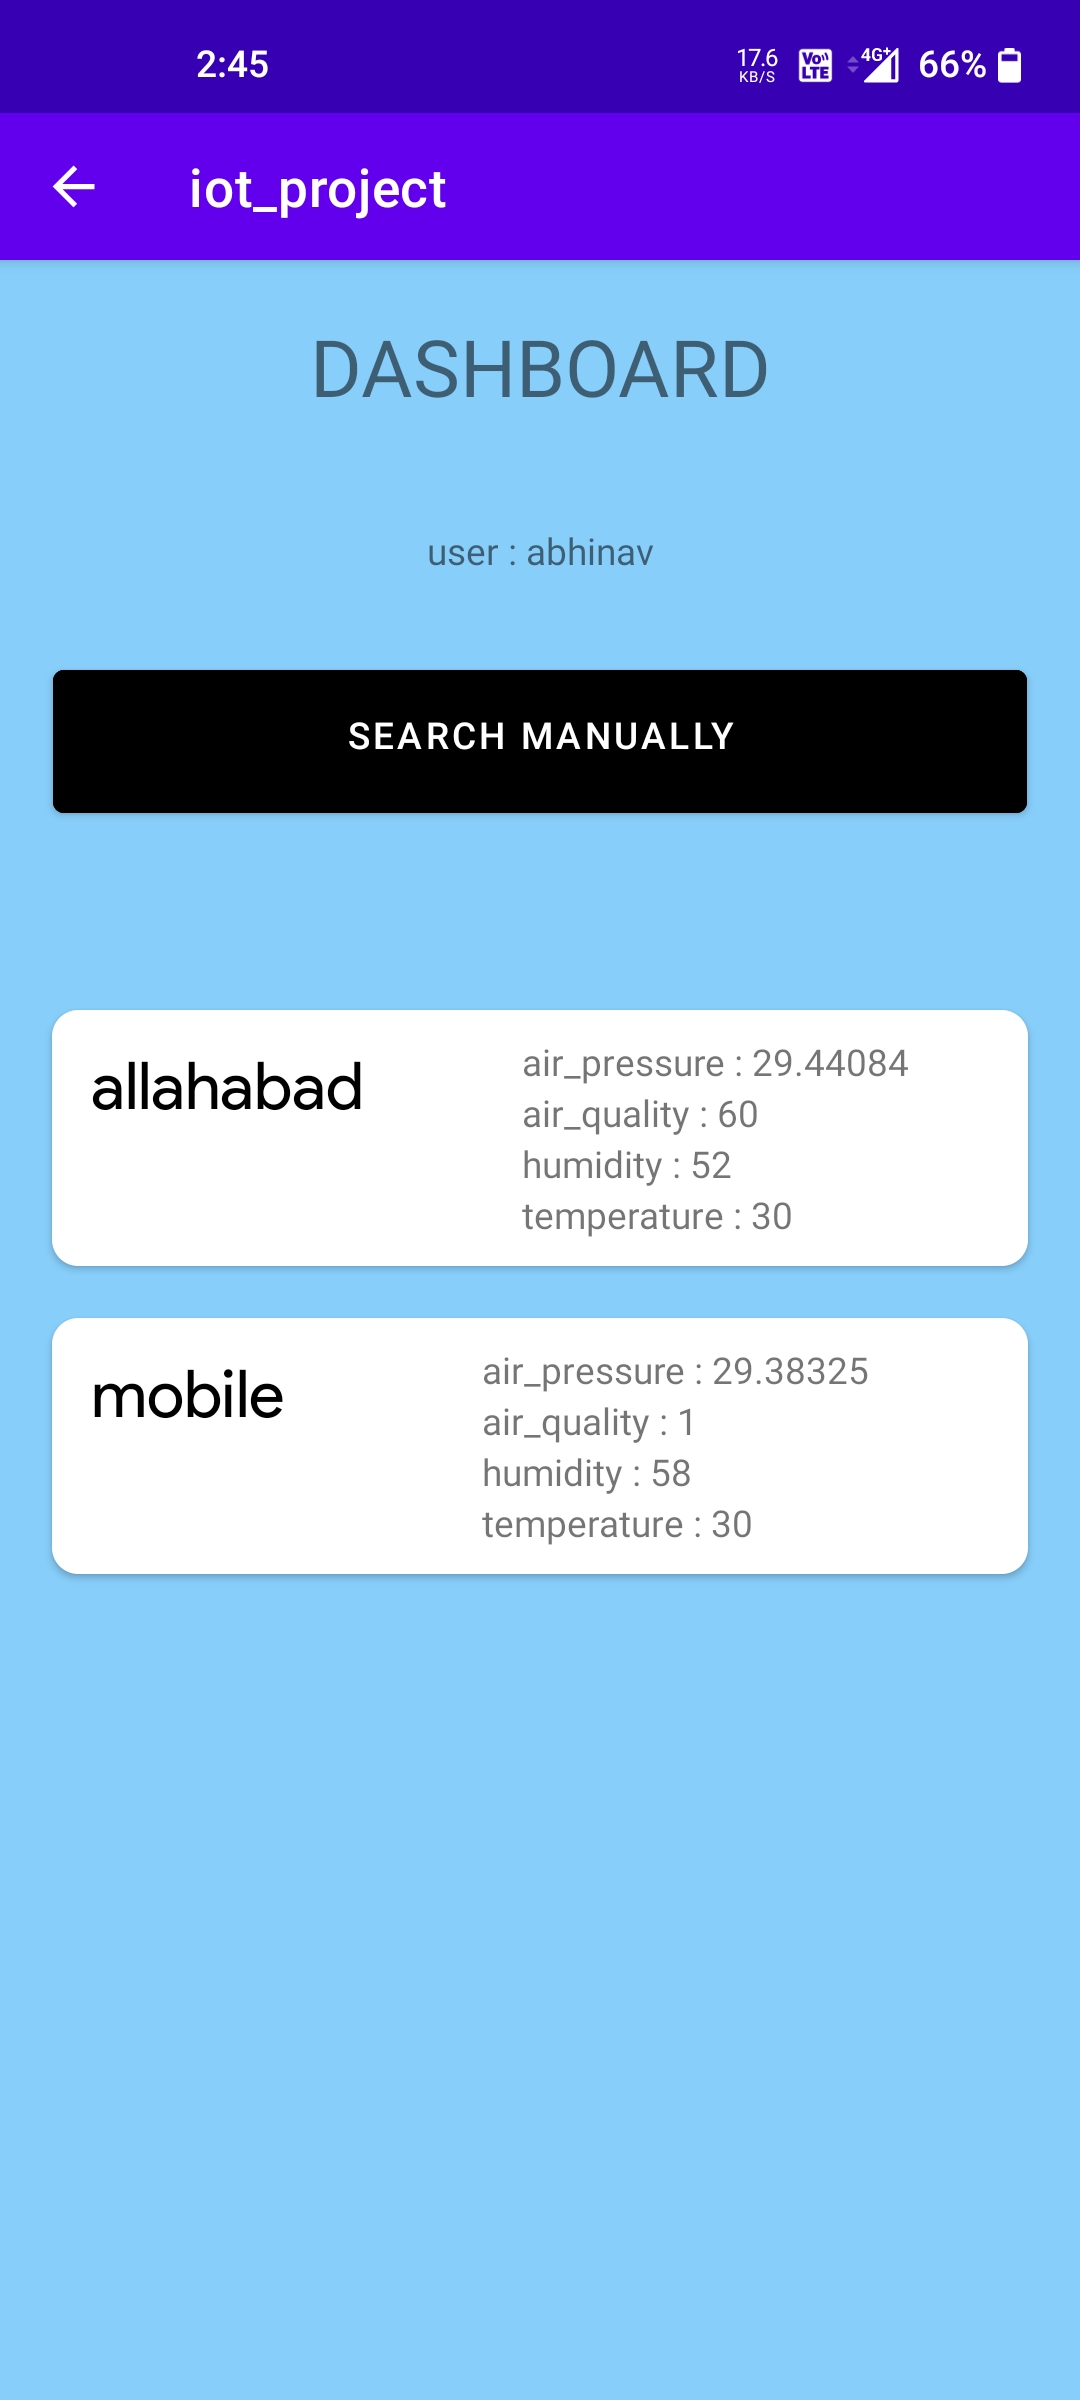 2:45
17.6
KB/S
Vo))
LTE
4G+
66%
iot_project
DASHBOARD
user : abhinav
SEARCH MANUALLY
allahabad
air_pressure : 29.44084
air_quality : 60
humidity : 52
temperature : 30
mobile
air_pressure : 29.38325
air_quality : 1
humidity : 58
temperature : 30